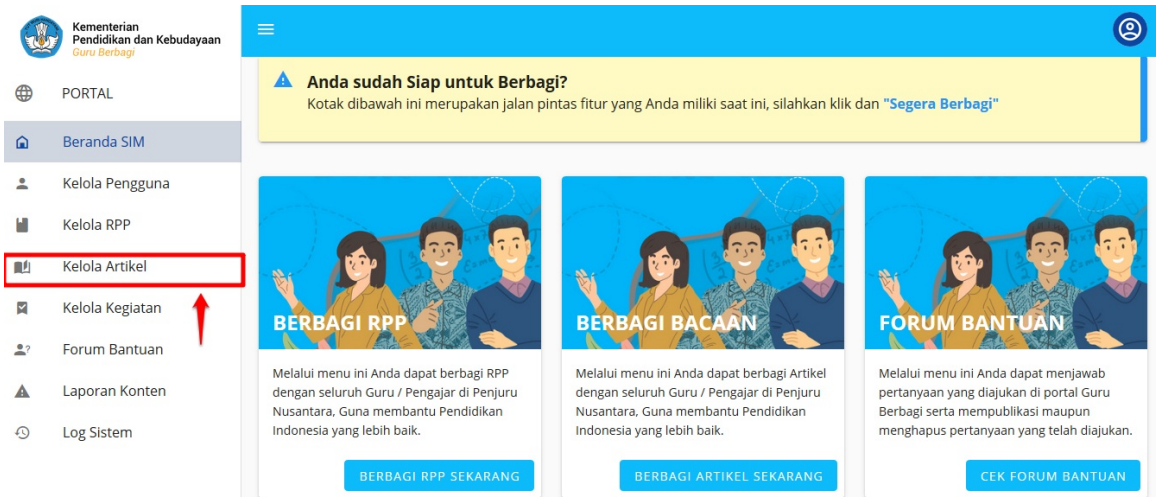 Kementerian
Pendidikan dan Kebudayaan
Guru Berbagi
PORTAL
Beranda SIM
Kelola Pengguna
Kelola RPP
Kelola Artikel
Kelola Kegiatan
Forum Bantuan
Laporan Konten
Log Sistem
Anda sudah Siap untuk Berbagi?
Kotak dibawah ini merupakan jalan pintas fitur yang Anda miliki saat ini, silahkan klik dan "Segera Berbagi"
BERBAGI RPP
Melalui menu ini Anda dapat berbagi RPP
dengan seluruh Guru / Pengajar di Penjuru
Nusantara, Guna membantu Pendidikan
Indonesia yang lebih baik.
BERBAGI RPP SEKARANG
BERBAGI BACAAN
Melalui menu ini Anda dapat berbagi Artikel
dengan seluruh Guru / Pengajar di Penjuru
Nusantara, Guna membantu Pendidikan
Indonesia yang lebih baik.
BERBAGI ARTIKEL SEKARANG
FORUM BANTUAN
Melalui menu ini Anda dapat menjawab
pertanyaan yang diajukan di portal Guru
Berbagi serta mempublikasi maupun
menghapus pertanyaan yang telah diajukan.
CEK FORUM BANTUAN